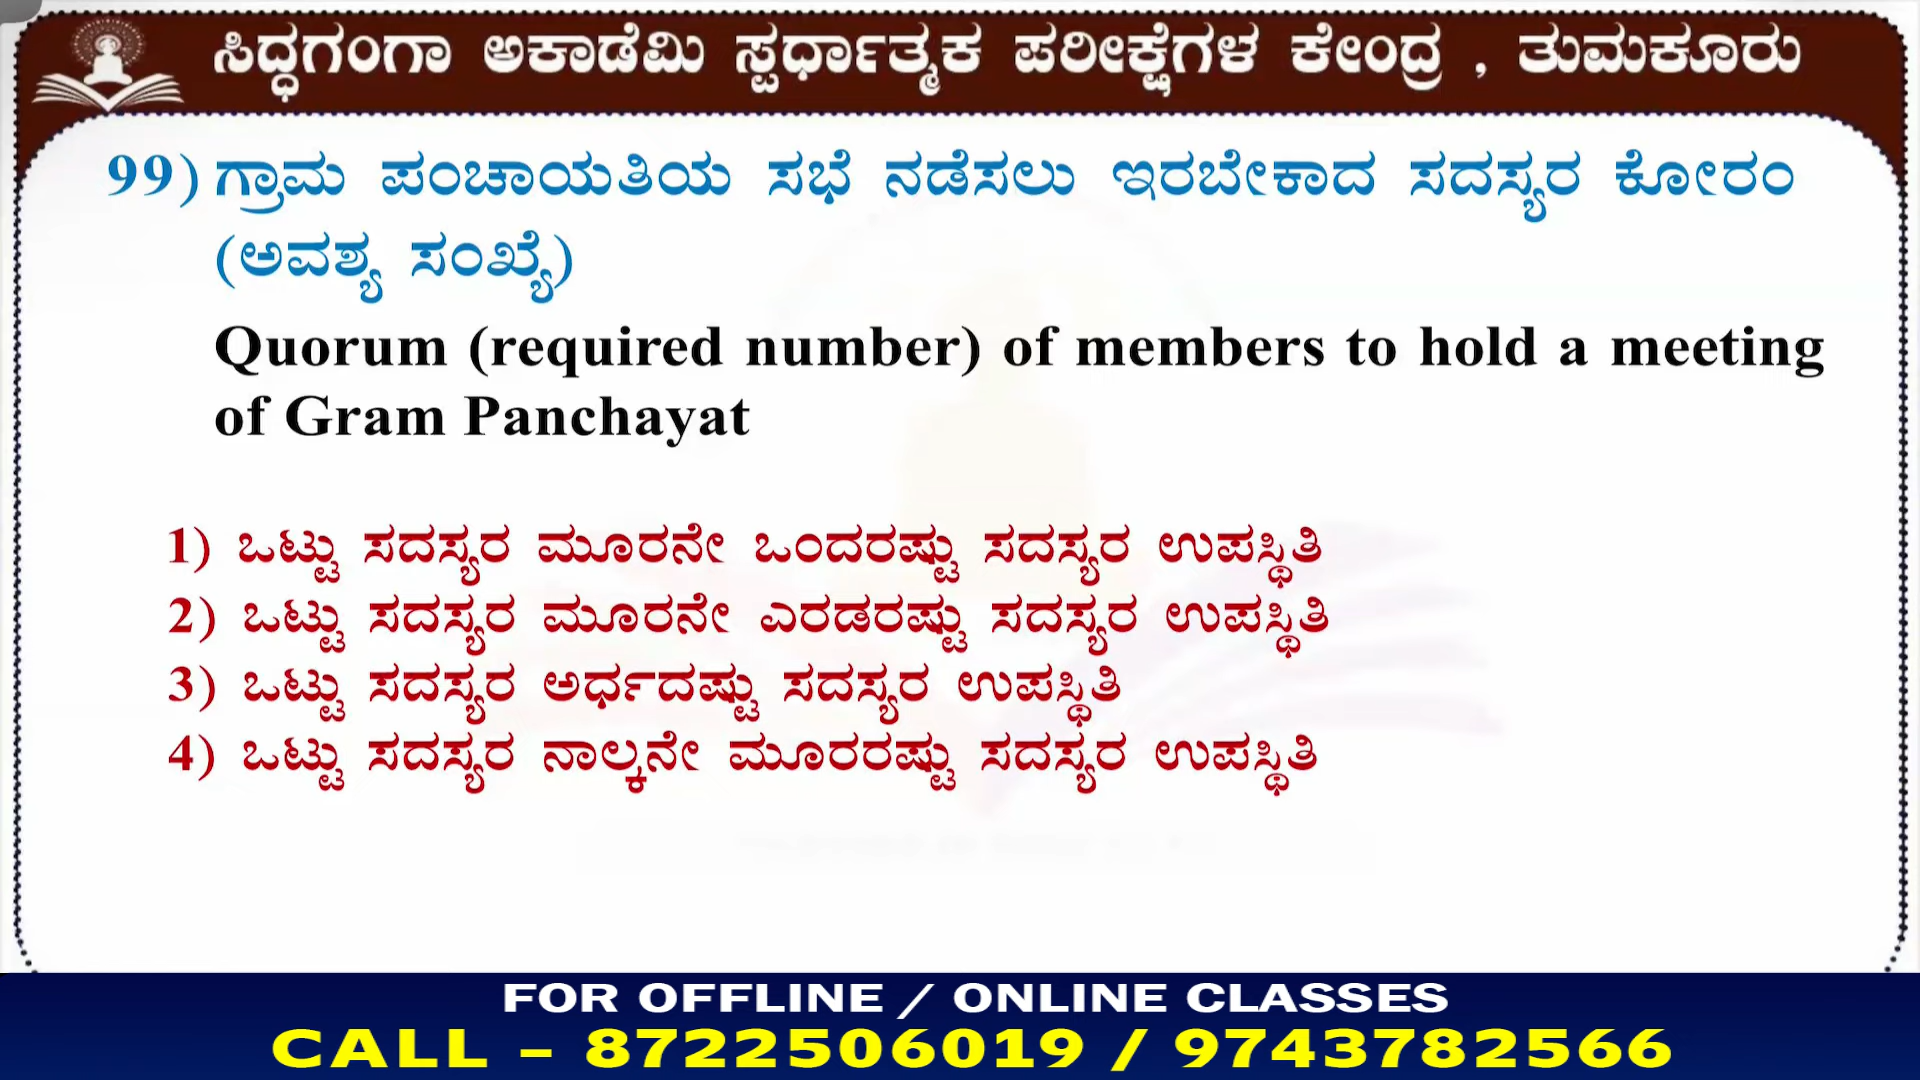 ಸಿದ್ಧಗಂಗಾ ಅಕಾಡೆಮಿ ಸ್ಪರ್ಧಾತ್ಮಕ ಪರೀಕ್ಷೆಗಳ ಕೇಂದ್ರ , ತುಮಕೂರು
99) ಗ್ರಾಮ ಪಂಚಾಯತಿಯ ಸಭೆ ನಡೆಸಲು ಇರಬೇಕಾದ ಸದಸ್ಯರ ಕೋರಂ
(ಅವಶ್ಯ ಸಂಖ್ಯೆ)
Quorum (required number) of members to hold a meeting
of Gram Panchayat
1) ಒಟ್ಟು ಸದಸ್ಯರ ಮೂರನೇ ಒಂದರಷ್ಟು ಸದಸ್ಯರ ಉಪಸ್ಥಿತಿ
2) ಒಟ್ಟು ಸದಸ್ಯರ ಮೂರನೇ ಎರಡರಷ್ಟು ಸದಸ್ಯರ ಉಪಸ್ಥಿತಿ
3) ಒಟ್ಟು ಸದಸ್ಯರ ಅರ್ಧದಷ್ಟು ಸದಸ್ಯರ ಉಪಸ್ಥಿತಿ
4) ಒಟ್ಟು ಸದಸ್ಯರ ನಾಲ್ಕನೇ ಮೂರರಷ್ಟು ಸದಸ್ಯರ ಉಪಸ್ಥಿತಿ
FOR OFFLINE / ONLINE CLASSES
CALL – 8722506019 / 9743782566